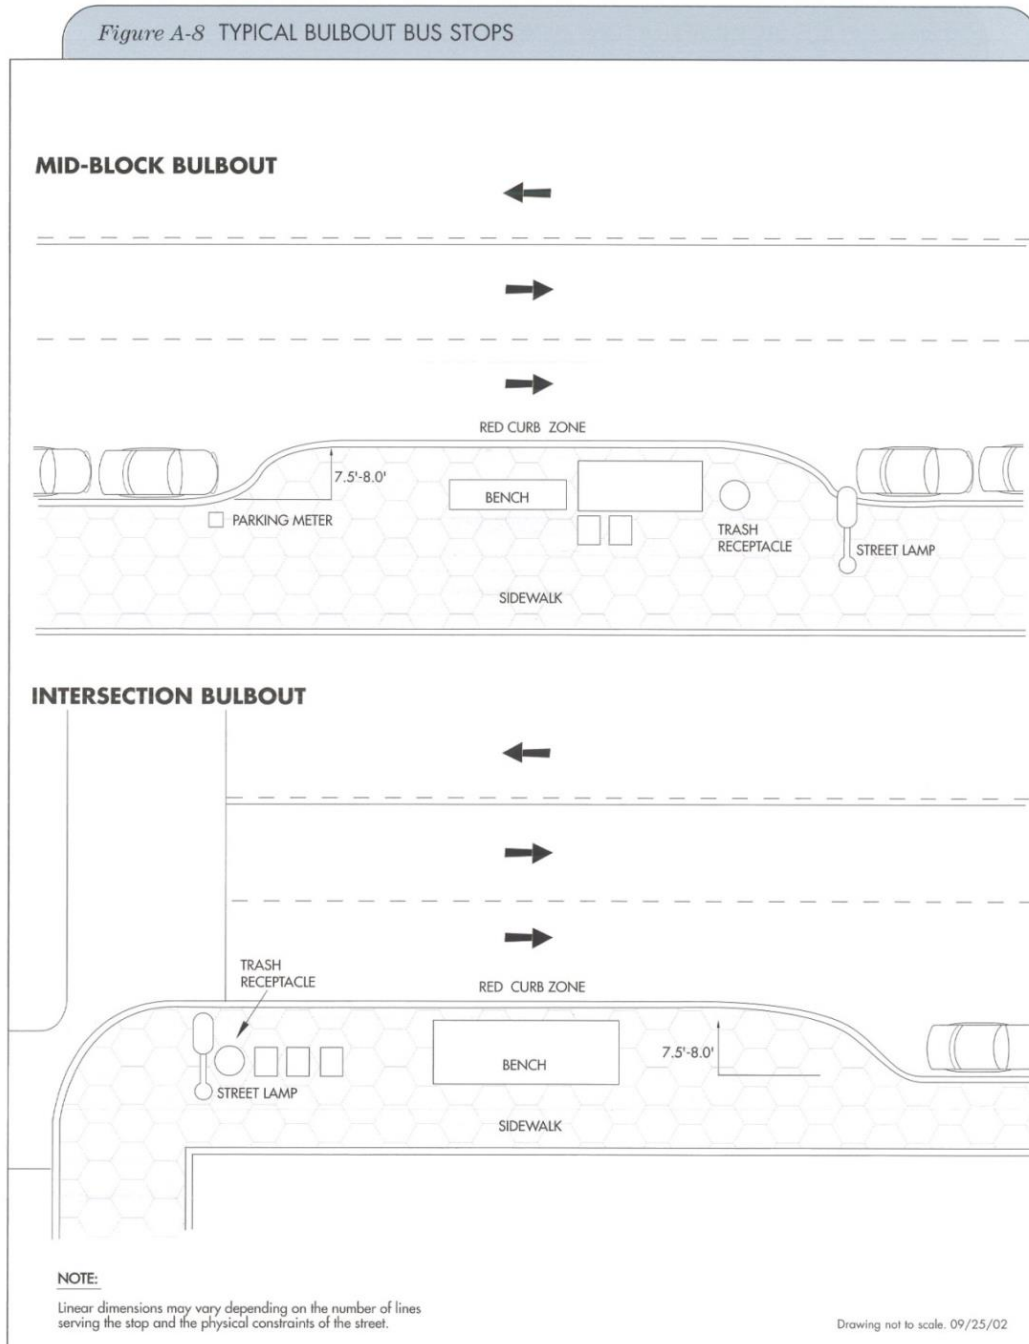 Figure A-8 TYPICAL BULBOUT BUS STOPS
MID-BLOCK BULBOUT
RED CURB ZONE
7.5'-8.0'
BENCH
PARKING METER
TRASH
RECEPTACLE
STREET LAMP
SIDEWALK
INTERSECTION BULBOUT
TRASH
RECEPTACLE
RED CURB ZONE
7.5'-8.0'
BENCH
STREET LAMP
SIDEWALK
NOTE:
Linear dimensions may vary depending on the number of lines
serving the stop and the physical constraints of the street.
Drawing not to scale. 09/25/02